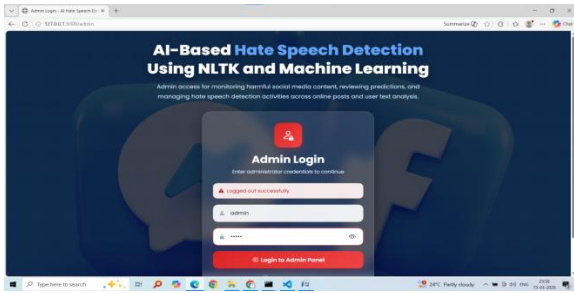 Admin Login - AI Hate Speech De
127.0.0.1:5000/admin
Summarize
Chat
AI-Based Hate Speech Detection
Using NLTK and Machine Learning
Admin access for monitoring harmful social media content, reviewing predictions, and
managing hate speech detection activities across online posts and user text analysis.
Admin Login
Enter administrator credentials to continue
Logged out successfully
admin
•••••
Login to Admin Panel
Type here to search
24°C Partly cloudy
ENG